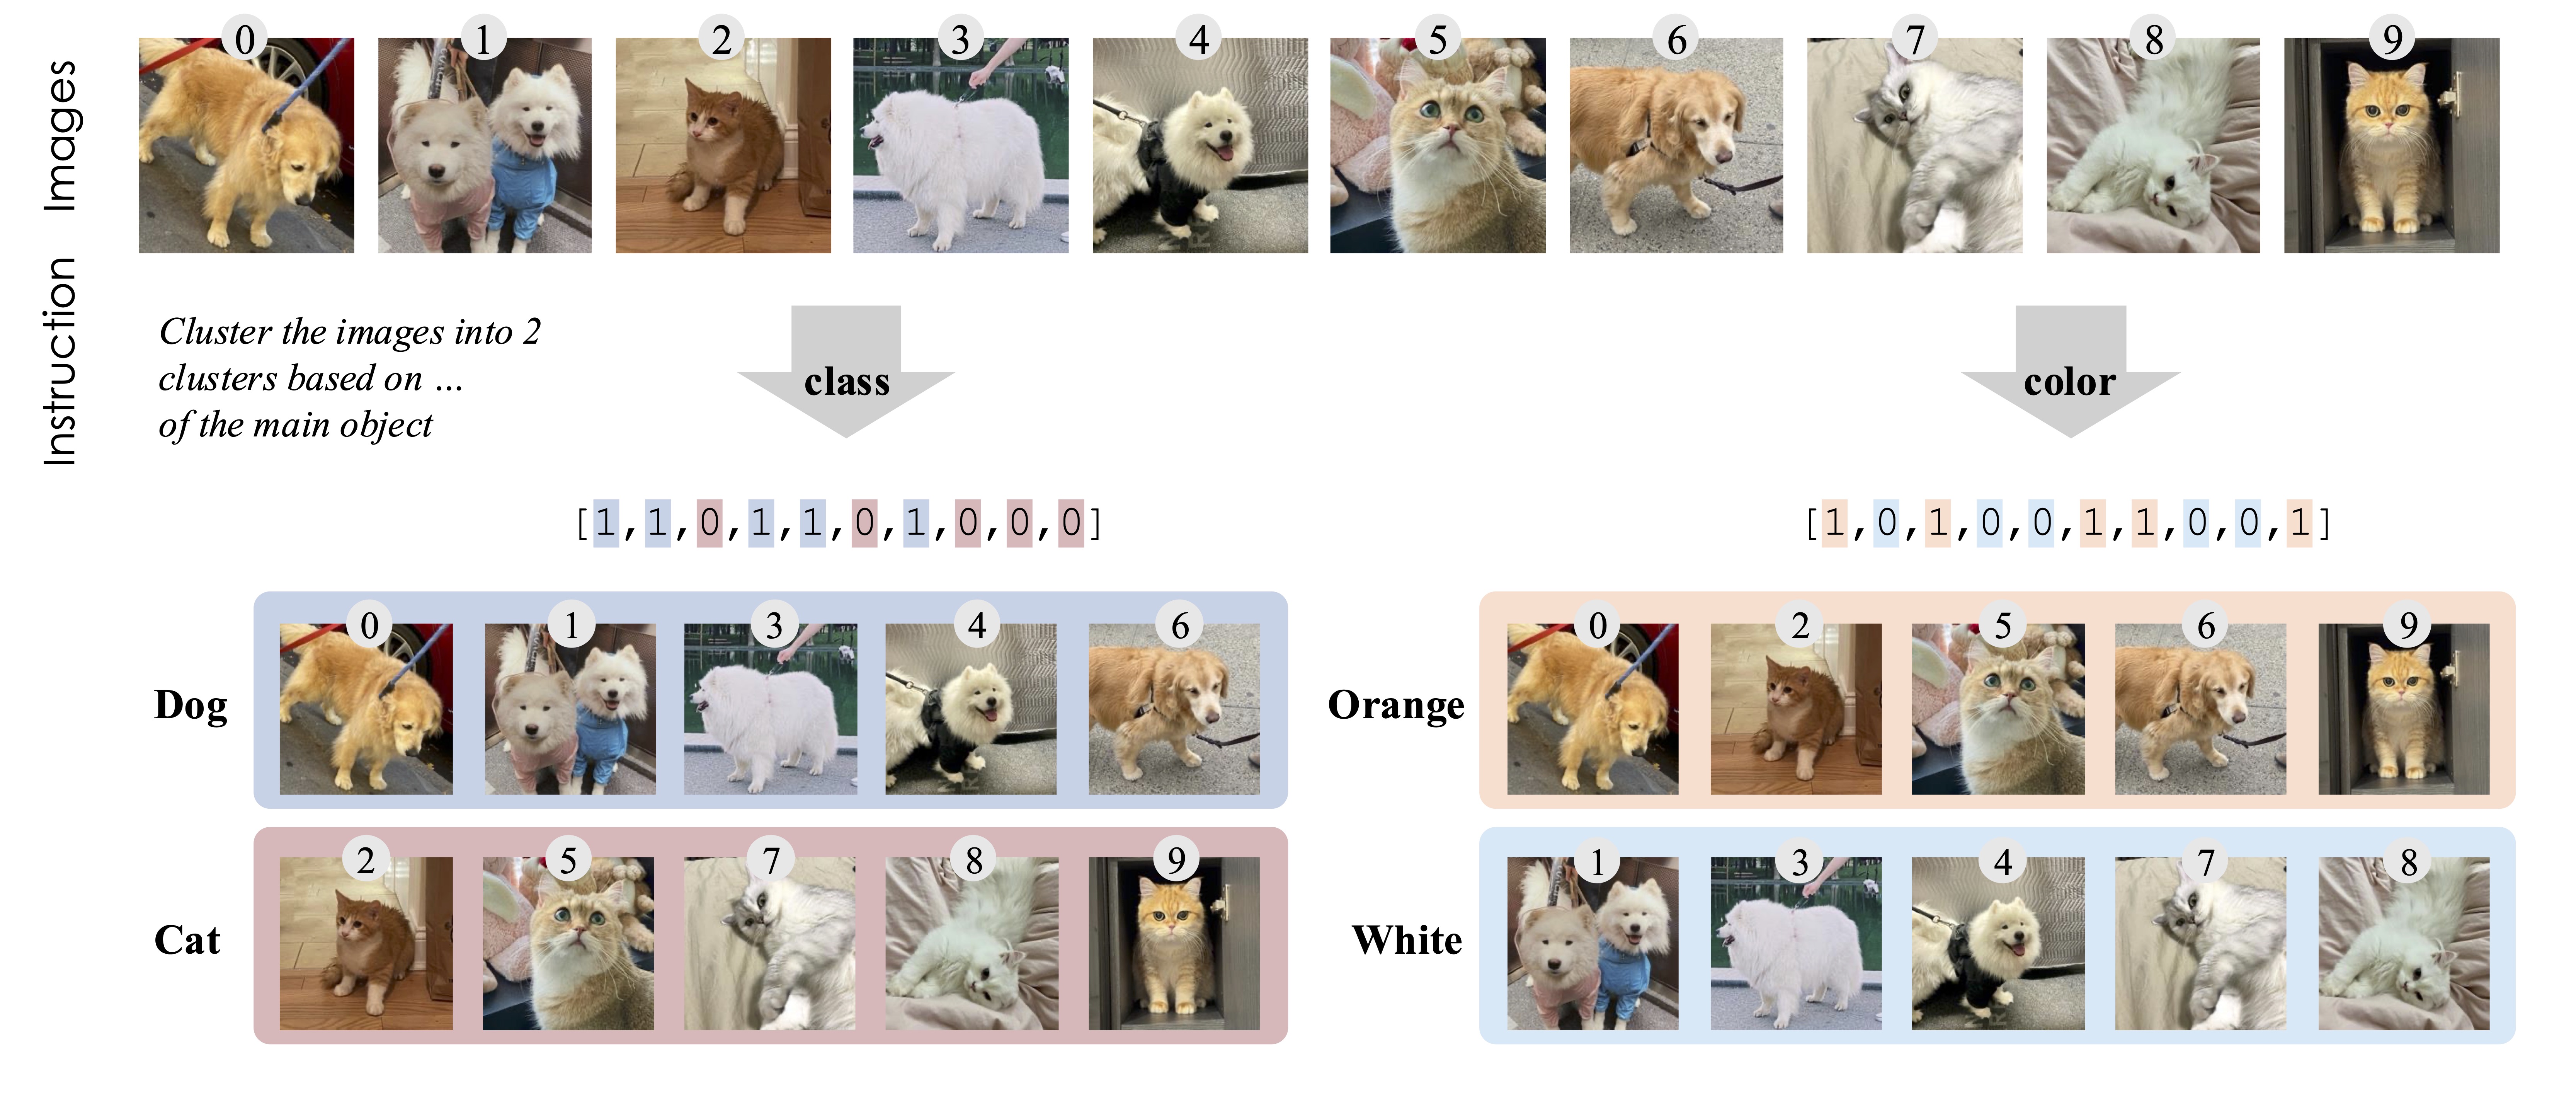 Images
0 1 2 3 4 5 6 7 8 9
Instruction
Cluster the images into 2
clusters based on ...
of the main object
class
color
[1,1,0,1,1,0,1,0,0,0]
[1,0,1,0,0,1,1,0,0,1]
Dog
0 1 3 4 6
Cat
2 5 7 8 9
Orange
0 2 5 6 9
White
1 3 4 7 8